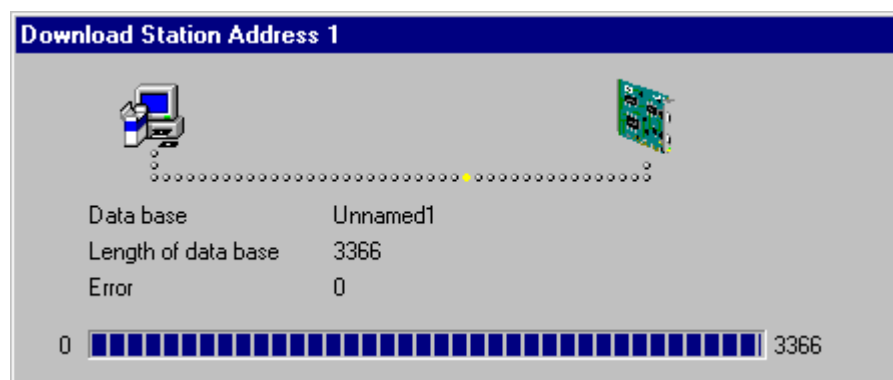 Download Station Address 1
Data base Unnamed1
Length of data base 3366
Error 0
0 3366